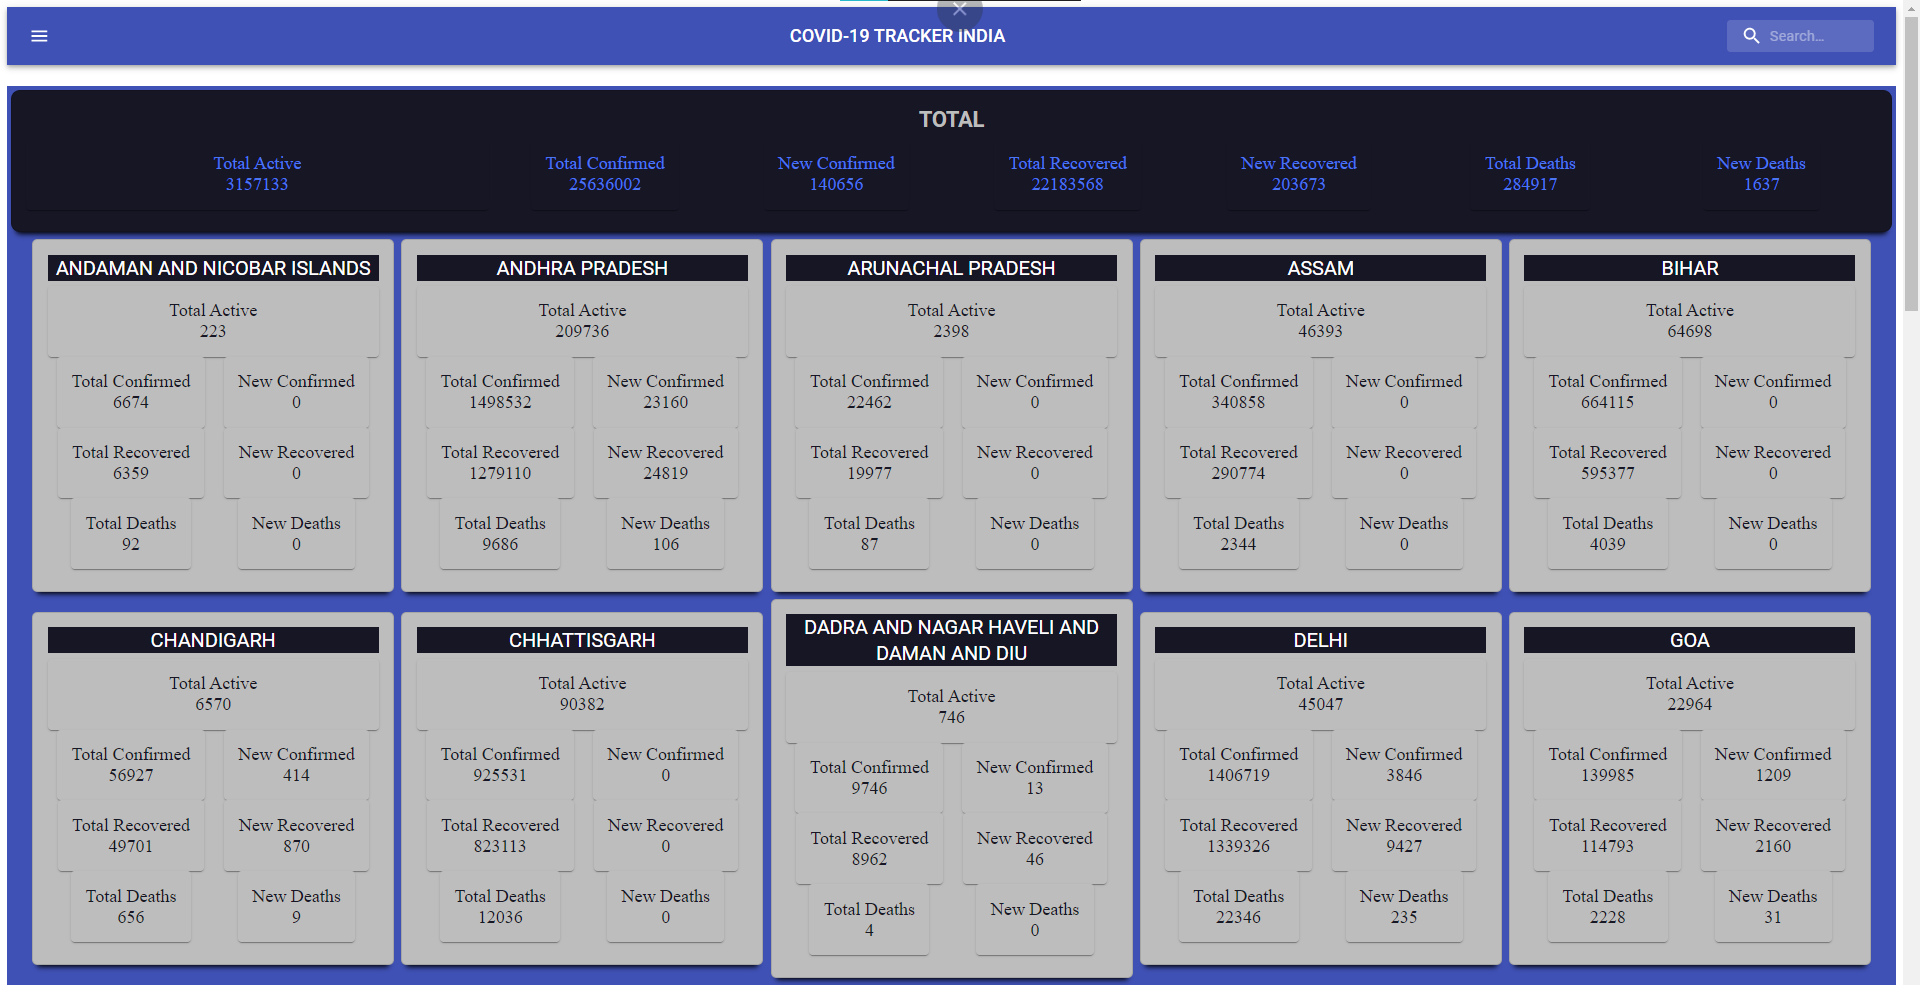 COVID-19 TRACKER INDIA
Search…
TOTAL
Total Active
3157133
Total Confirmed
25636002
New Confirmed
140656
Total Recovered
22183568
New Recovered
203673
Total Deaths
284917
New Deaths
1637
ANDAMAN AND NICOBAR ISLANDS
Total Active
223
Total Confirmed
6674
New Confirmed
0
Total Recovered
6359
New Recovered
0
Total Deaths
92
New Deaths
0
ANDHRA PRADESH
Total Active
209736
Total Confirmed
1498532
New Confirmed
23160
Total Recovered
1279110
New Recovered
24819
Total Deaths
9686
New Deaths
106
ARUNACHAL PRADESH
Total Active
2398
Total Confirmed
22462
New Confirmed
0
Total Recovered
19977
New Recovered
0
Total Deaths
87
New Deaths
0
ASSAM
Total Active
46393
Total Confirmed
340858
New Confirmed
0
Total Recovered
290774
New Recovered
0
Total Deaths
2344
New Deaths
0
BIHAR
Total Active
64698
Total Confirmed
664115
New Confirmed
0
Total Recovered
595377
New Recovered
0
Total Deaths
4039
New Deaths
0
CHANDIGARH
Total Active
6570
Total Confirmed
56927
New Confirmed
414
Total Recovered
49701
New Recovered
870
Total Deaths
656
New Deaths
9
CHHATTISGARH
Total Active
90382
Total Confirmed
925531
New Confirmed
0
Total Recovered
823113
New Recovered
0
Total Deaths
12036
New Deaths
0
DADRA AND NAGAR HAVELI AND
DAMAN AND DIU
Total Active
746
Total Confirmed
9746
New Confirmed
13
Total Recovered
8962
New Recovered
46
Total Deaths
4
New Deaths
0
DELHI
Total Active
45047
Total Confirmed
1406719
New Confirmed
3846
Total Recovered
1339326
New Recovered
9427
Total Deaths
22346
New Deaths
235
GOA
Total Active
22964
Total Confirmed
139985
New Confirmed
1209
Total Recovered
114793
New Recovered
2160
Total Deaths
2228
New Deaths
31